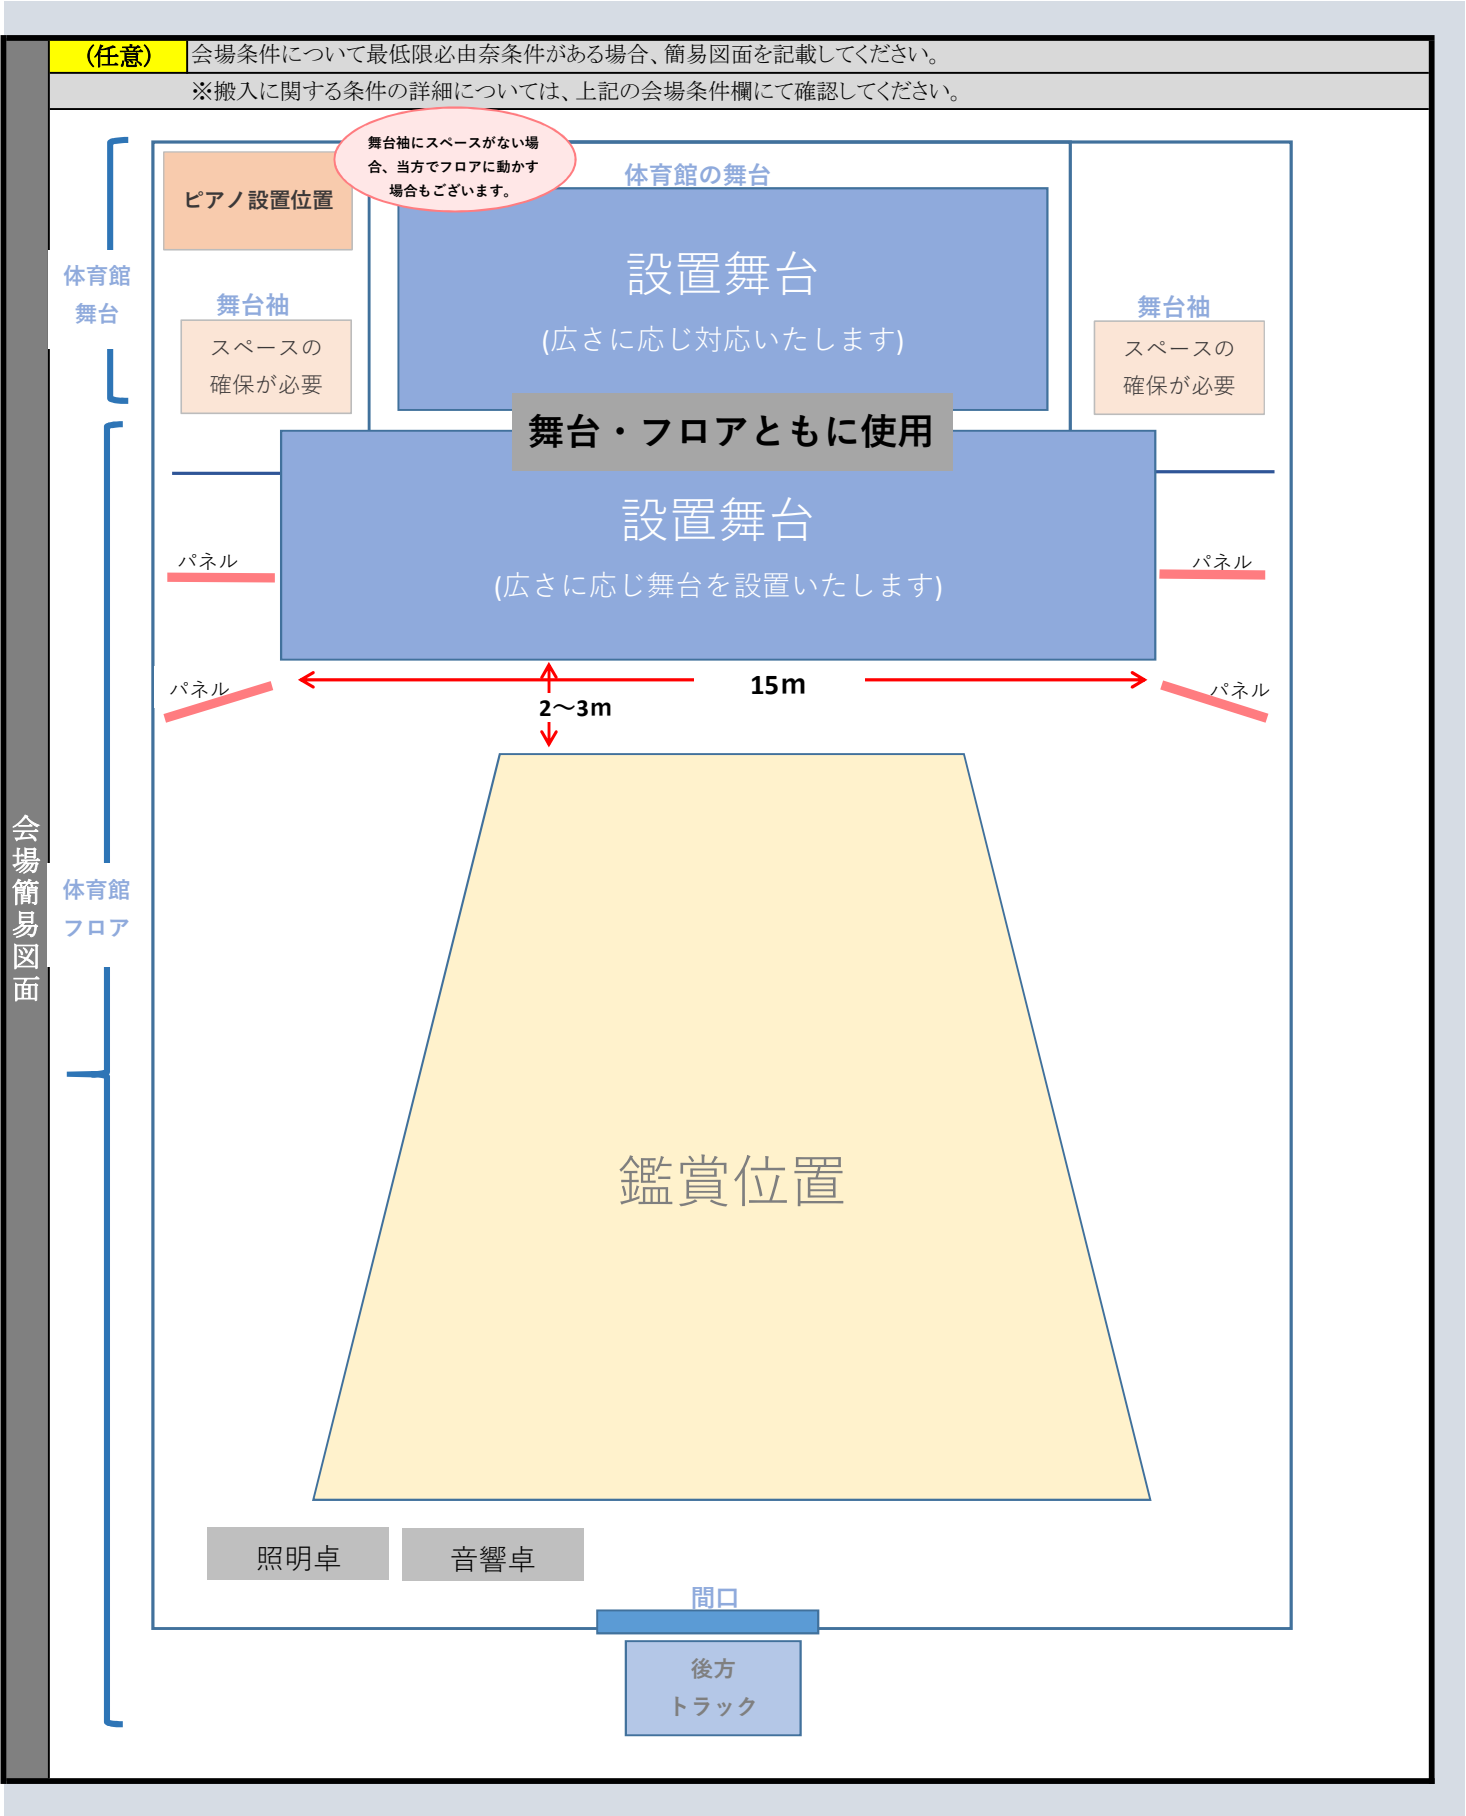 (任意)
会場条件について最低限必由奈条件がある場合、簡易図面を記載してください。
※搬入に関する条件の詳細については、上記の会場条件欄にて確認してください。
会場簡易図面
舞台袖にスペースがない場
合、当方でフロアに動かす
場合もございます。
体育館の舞台
ピアノ設置位置
設置舞台
(広さに応じ対応いたします)
体育館
舞台
舞台袖
スペースの
確保が必要
舞台袖
スペースの
確保が必要
舞台・フロアともに使用
設置舞台
(広さに応じ舞台を設置いたします)
パネル
パネル
パネル
パネル
15m
2～3m
体育館
フロア
鑑賞位置
照明卓
音響卓
間口
後方
トラック